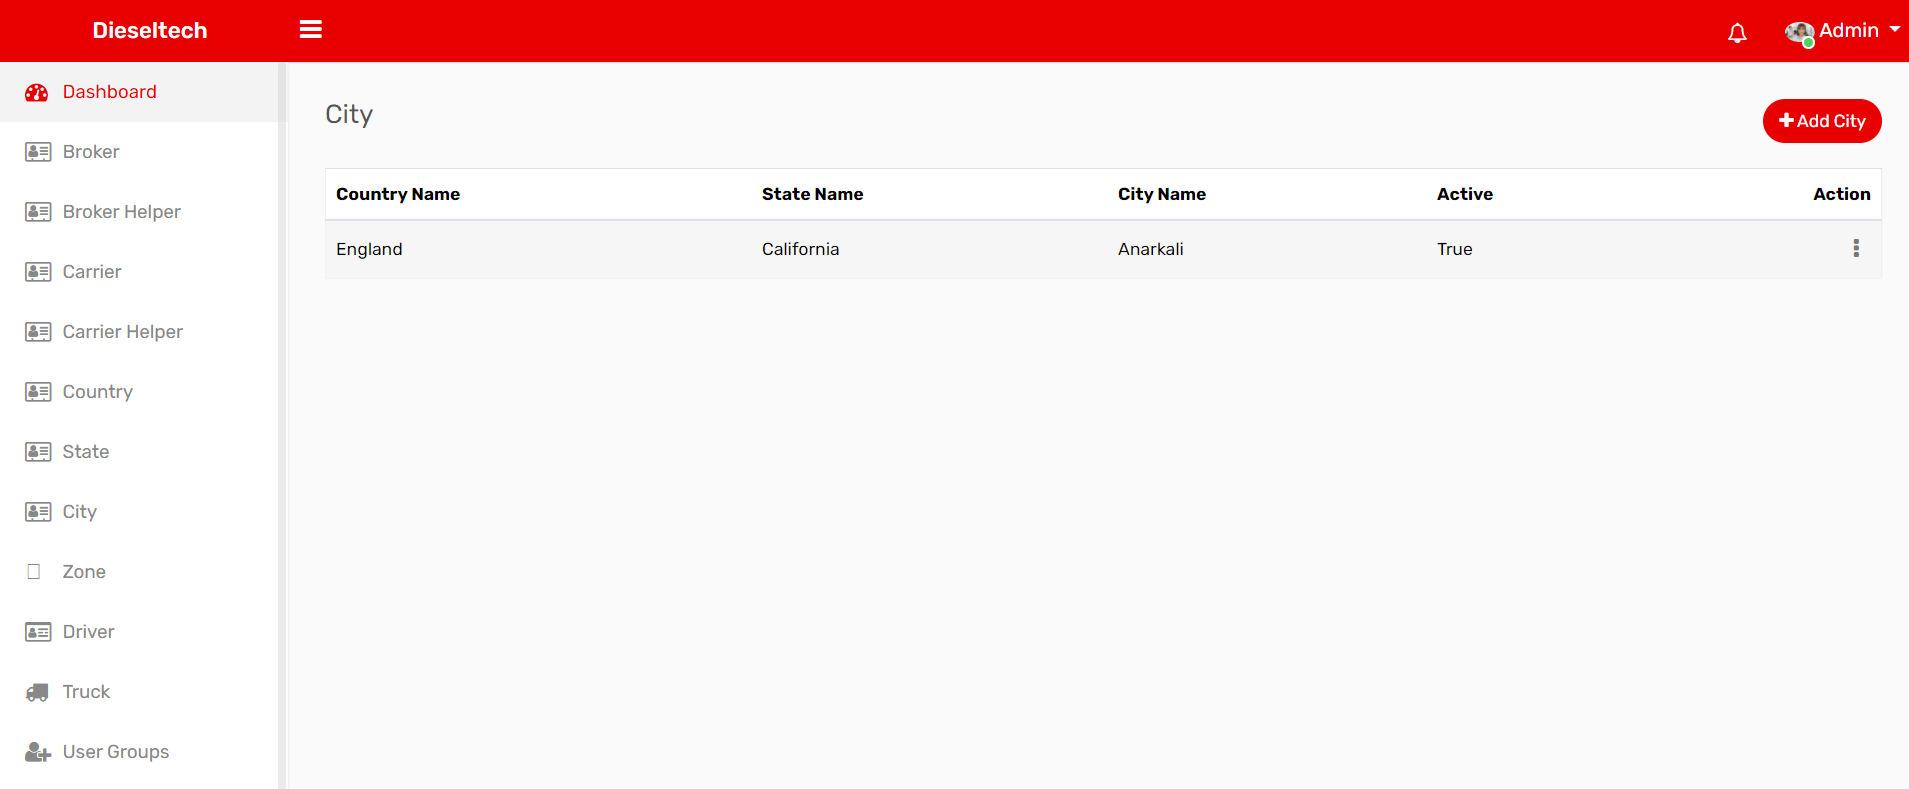 Dieseltech
Admin
Dashboard
Broker
Broker Helper
Carrier
Carrier Helper
Country
State
City
Zone
Driver
Truck
User Groups
City
Add City
Country Name State Name City Name Active Action
England California Anarkali True